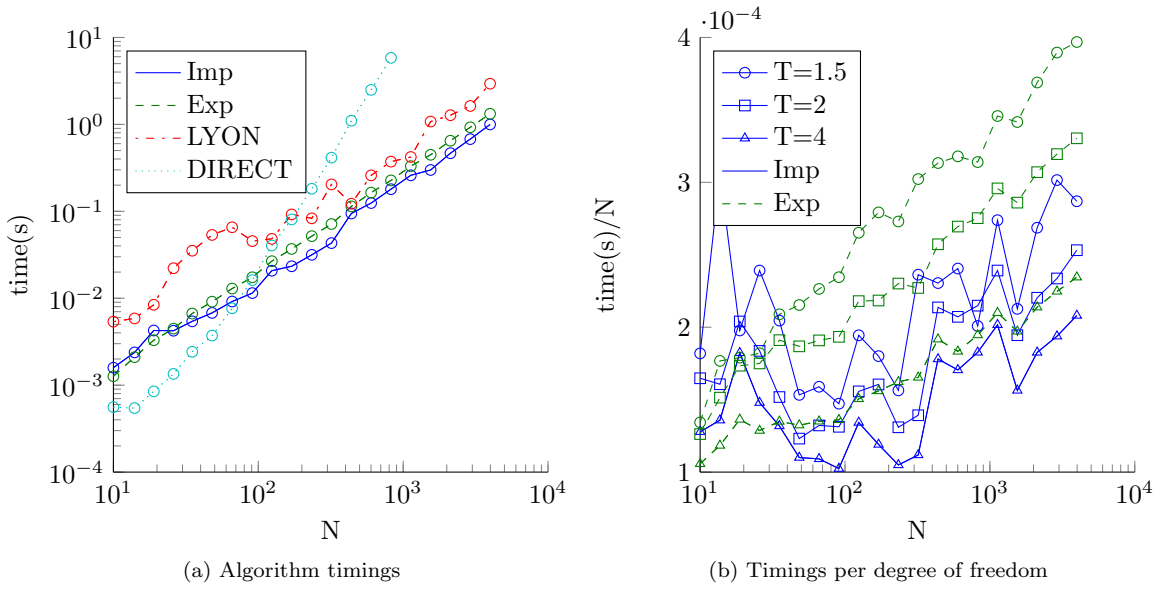 10^1
10^0
10^−1
10^−2
10^−3
10^−4
time(s)
Imp
Exp
LYON
DIRECT
10^1 10^2 10^3 10^4
N
(a) Algorithm timings
·10^−4
4
3
2
1
time(s)/N
T=1.5
T=2
T=4
Imp
Exp
10^1 10^2 10^3 10^4
N
(b) Timings per degree of freedom